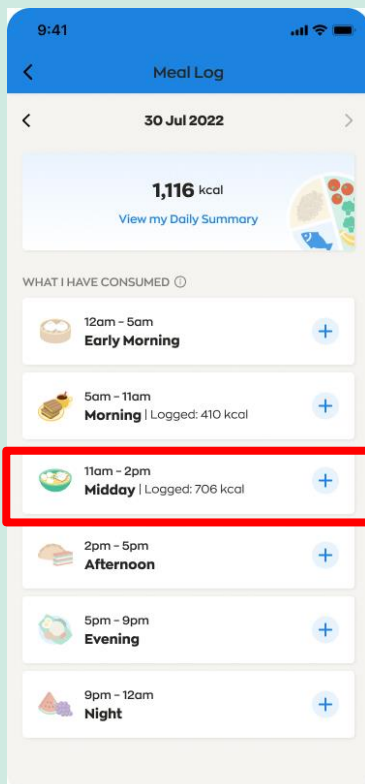 9:41
Meal Log
30 Jul 2022
1,116 kcal
View my Daily Summary
WHAT I HAVE CONSUMED
12am - 5am
Early Morning
5am - 11am
Morning | Logged: 410 kcal
11am - 2pm
Midday | Logged: 706 kcal
2pm - 5pm
Afternoon
5pm - 9pm
Evening
9pm - 12am
Night